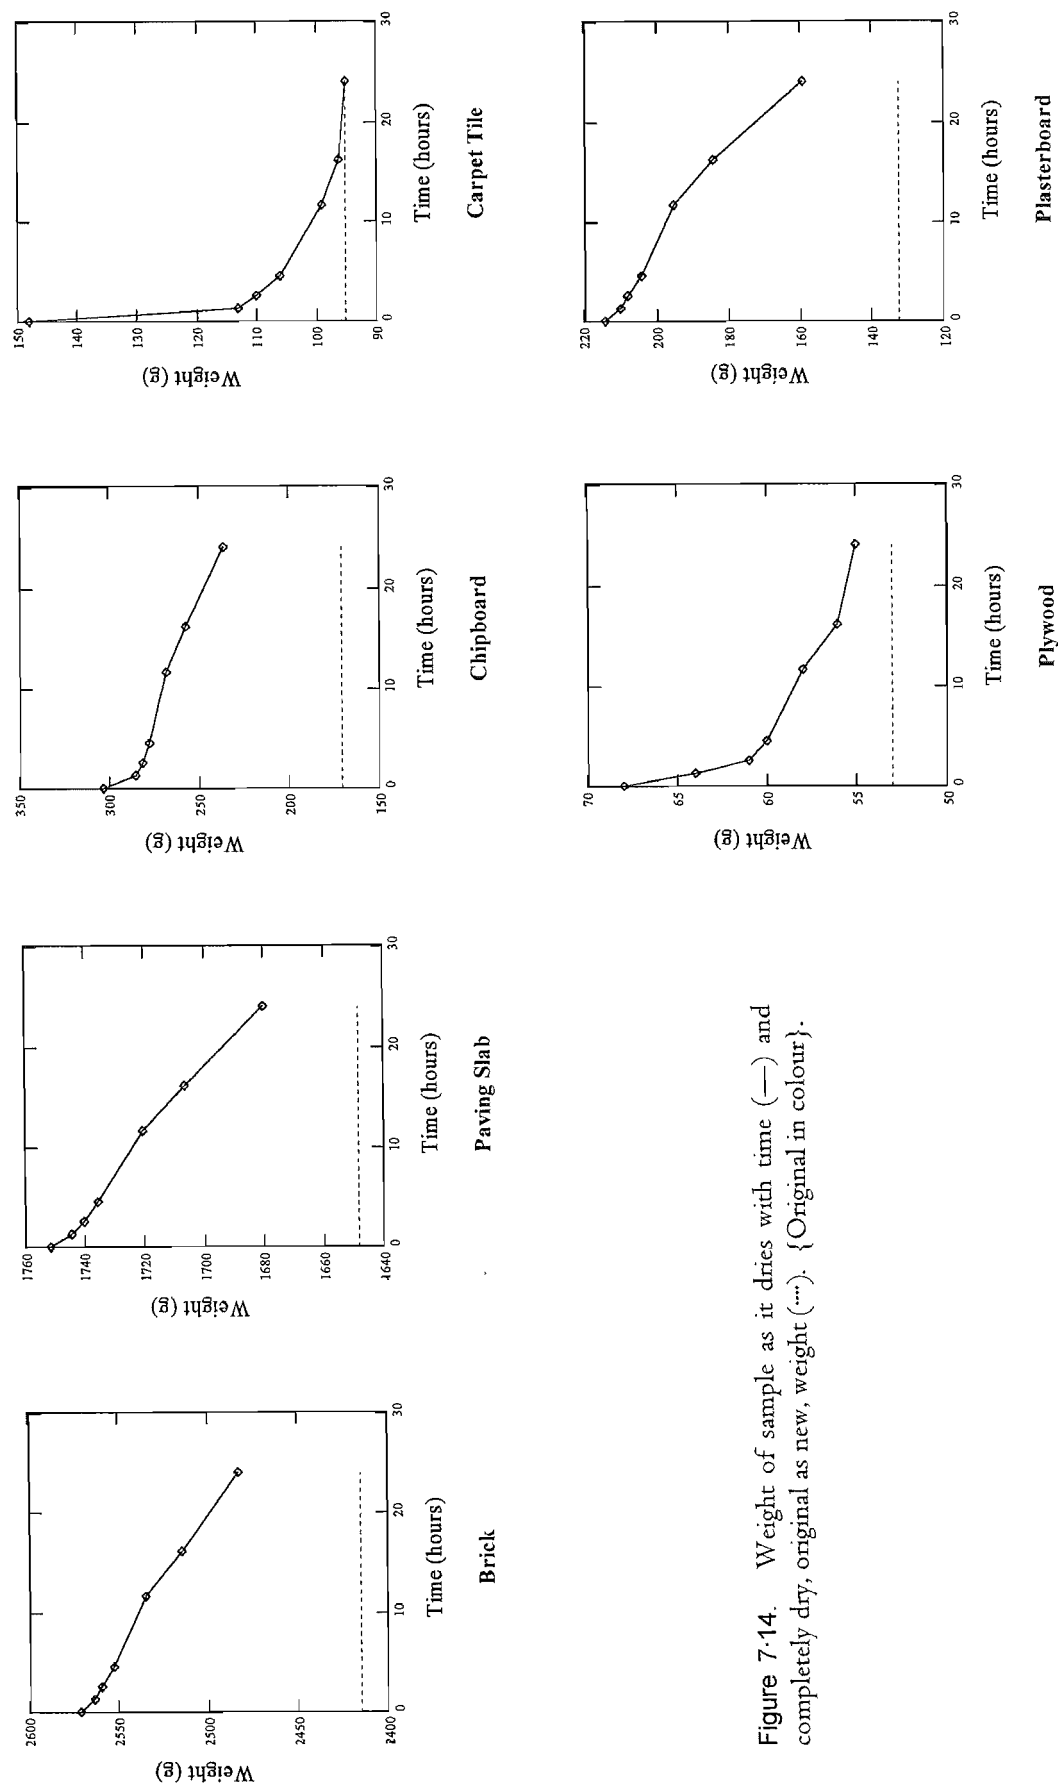 2600
2550
2500
2450
2400
Weight (g)
0
10
20
30
Time (hours)
Brick
1760
1740
1720
1700
1680
1660
1640
Weight (g)
0
10
20
30
Time (hours)
Paving Slab
350
300
250
200
150
Weight (g)
0
10
20
30
Time (hours)
Chipboard
150
140
130
120
110
100
90
Weight (g)
0
10
20
30
Time (hours)
Carpet Tile
70
65
60
55
50
Weight (g)
0
10
20
30
Time (hours)
Plywood
220
200
180
160
140
120
Weight (g)
0
10
20
30
Time (hours)
Plasterboard
Figure 7·14. Weight of sample as it dries with time (—) and
completely dry, original as new, weight (····). {Original in colour}.